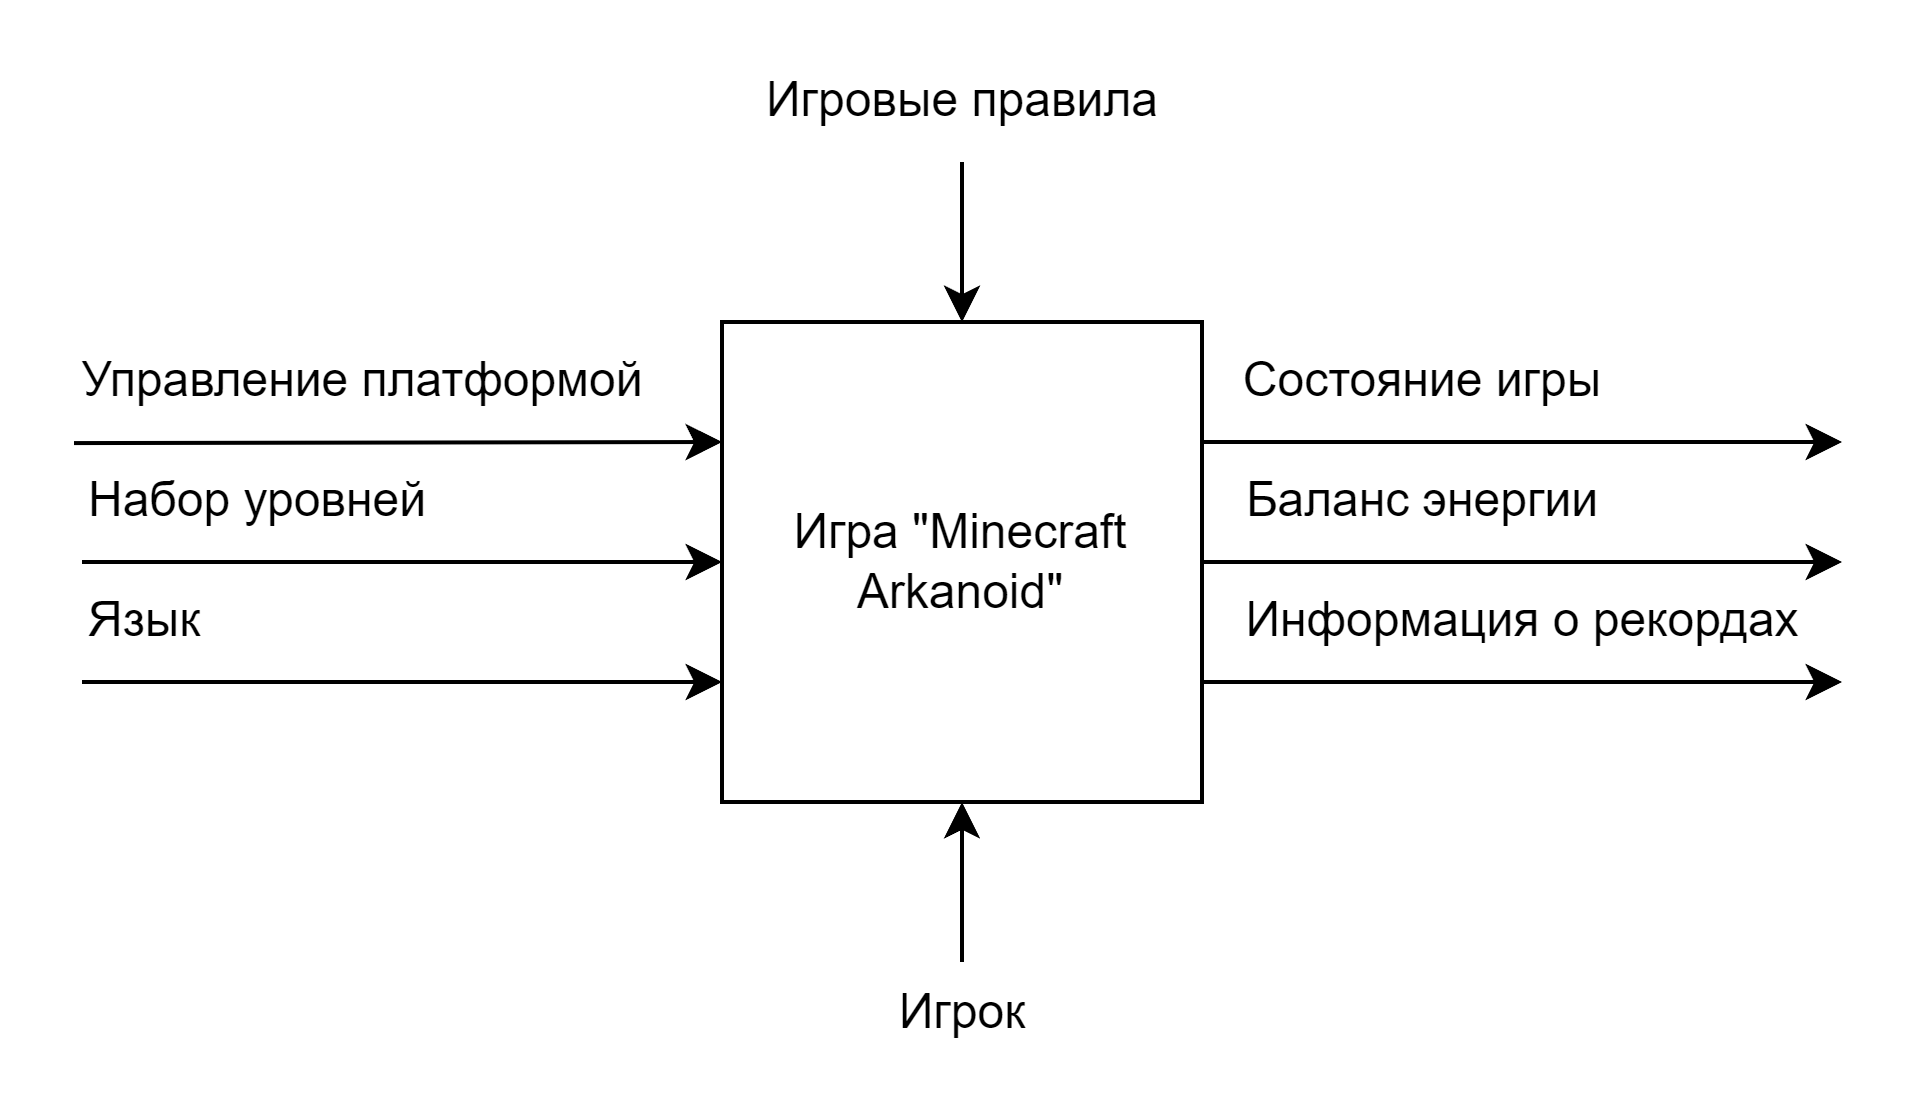 Игровые правила
Управление платформой
Набор уровней
Язык
Игра "Minecraft
Arkanoid"
Состояние игры
Баланс энергии
Информация о рекордах
Игрок